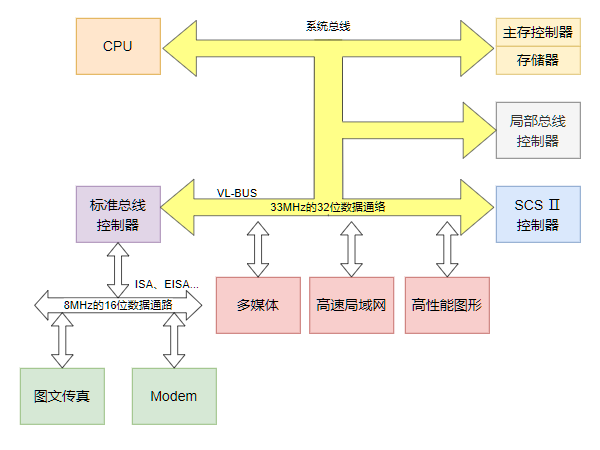 系统总线
CPU
主存控制器
存储器
局部总线
控制器
VL-BUS
标准总线
控制器
33MHz的32位数据通络
SCS Ⅱ
控制器
ISA、EISA...
8MHz的16位数据通路
多媒体
高速局域网
高性能图形
图文传真
Modem